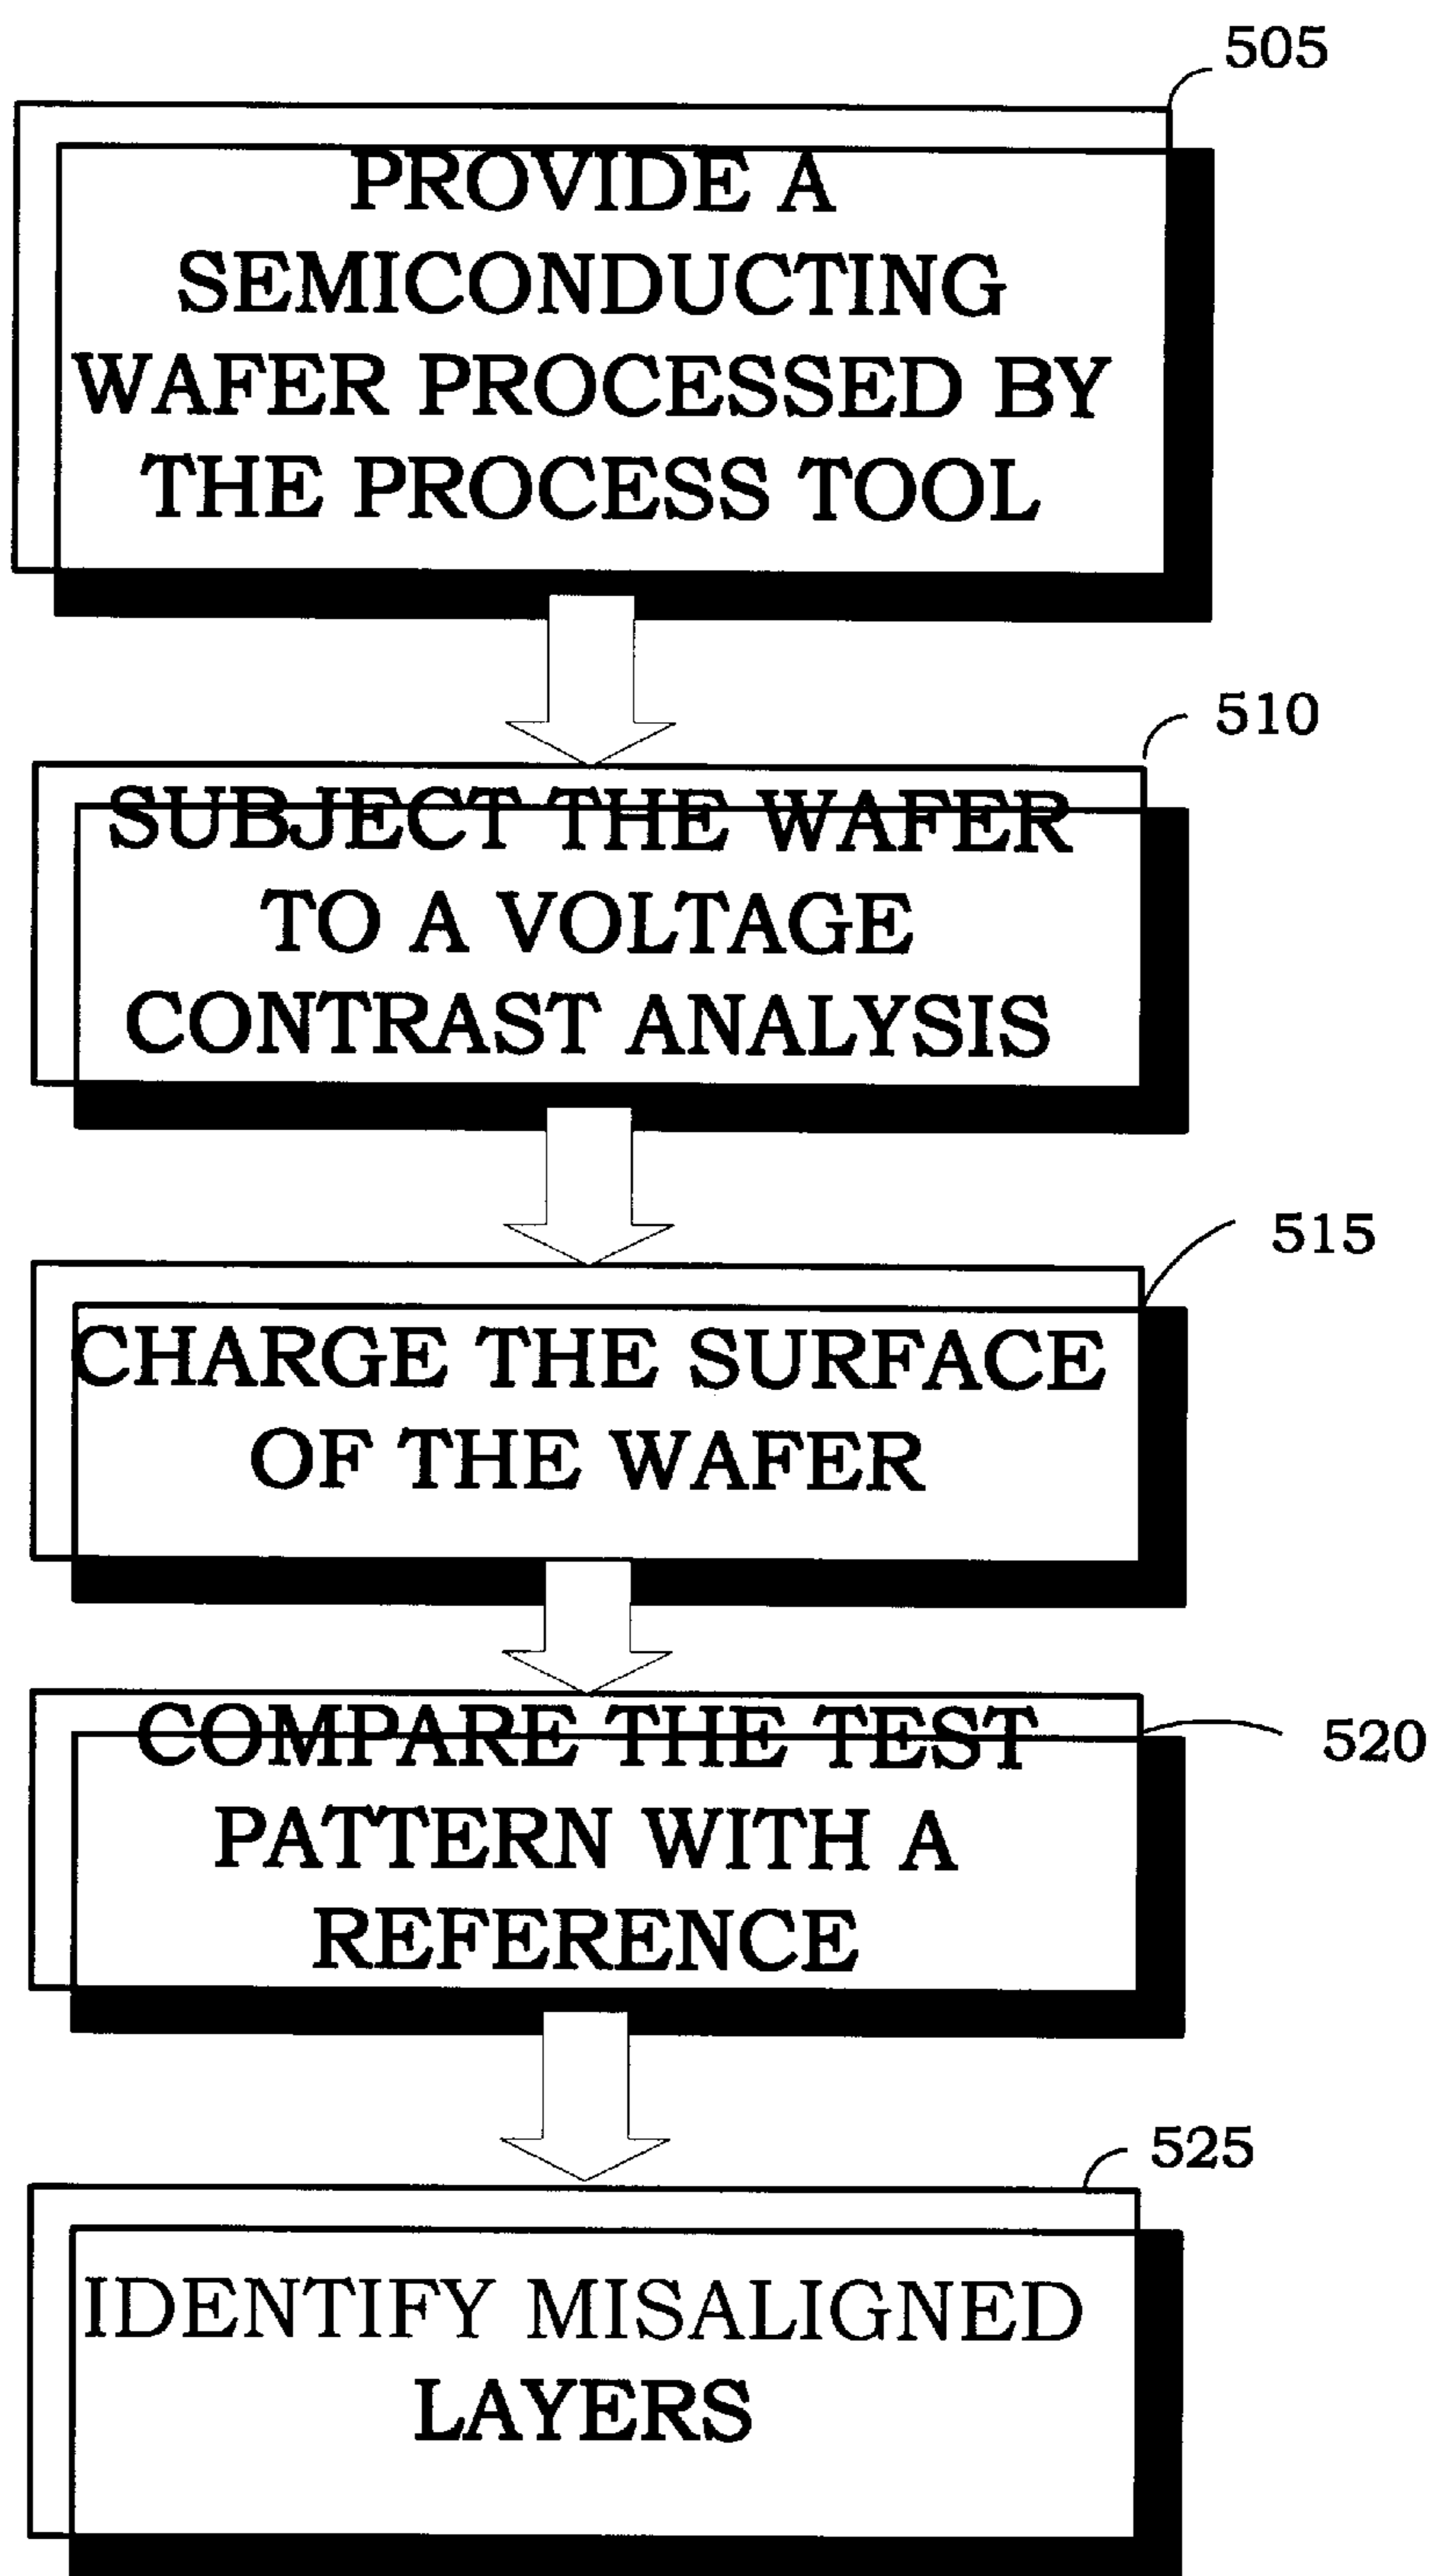 505
PROVIDE A
SEMICONDUCTING
WAFER PROCESSED BY
THE PROCESS TOOL
510
SUBJECT THE WAFER
TO A VOLTAGE
CONTRAST ANALYSIS
515
CHARGE THE SURFACE
OF THE WAFER
520
COMPARE THE TEST
PATTERN WITH A
REFERENCE
525
IDENTIFY MISALIGNED
LAYERS